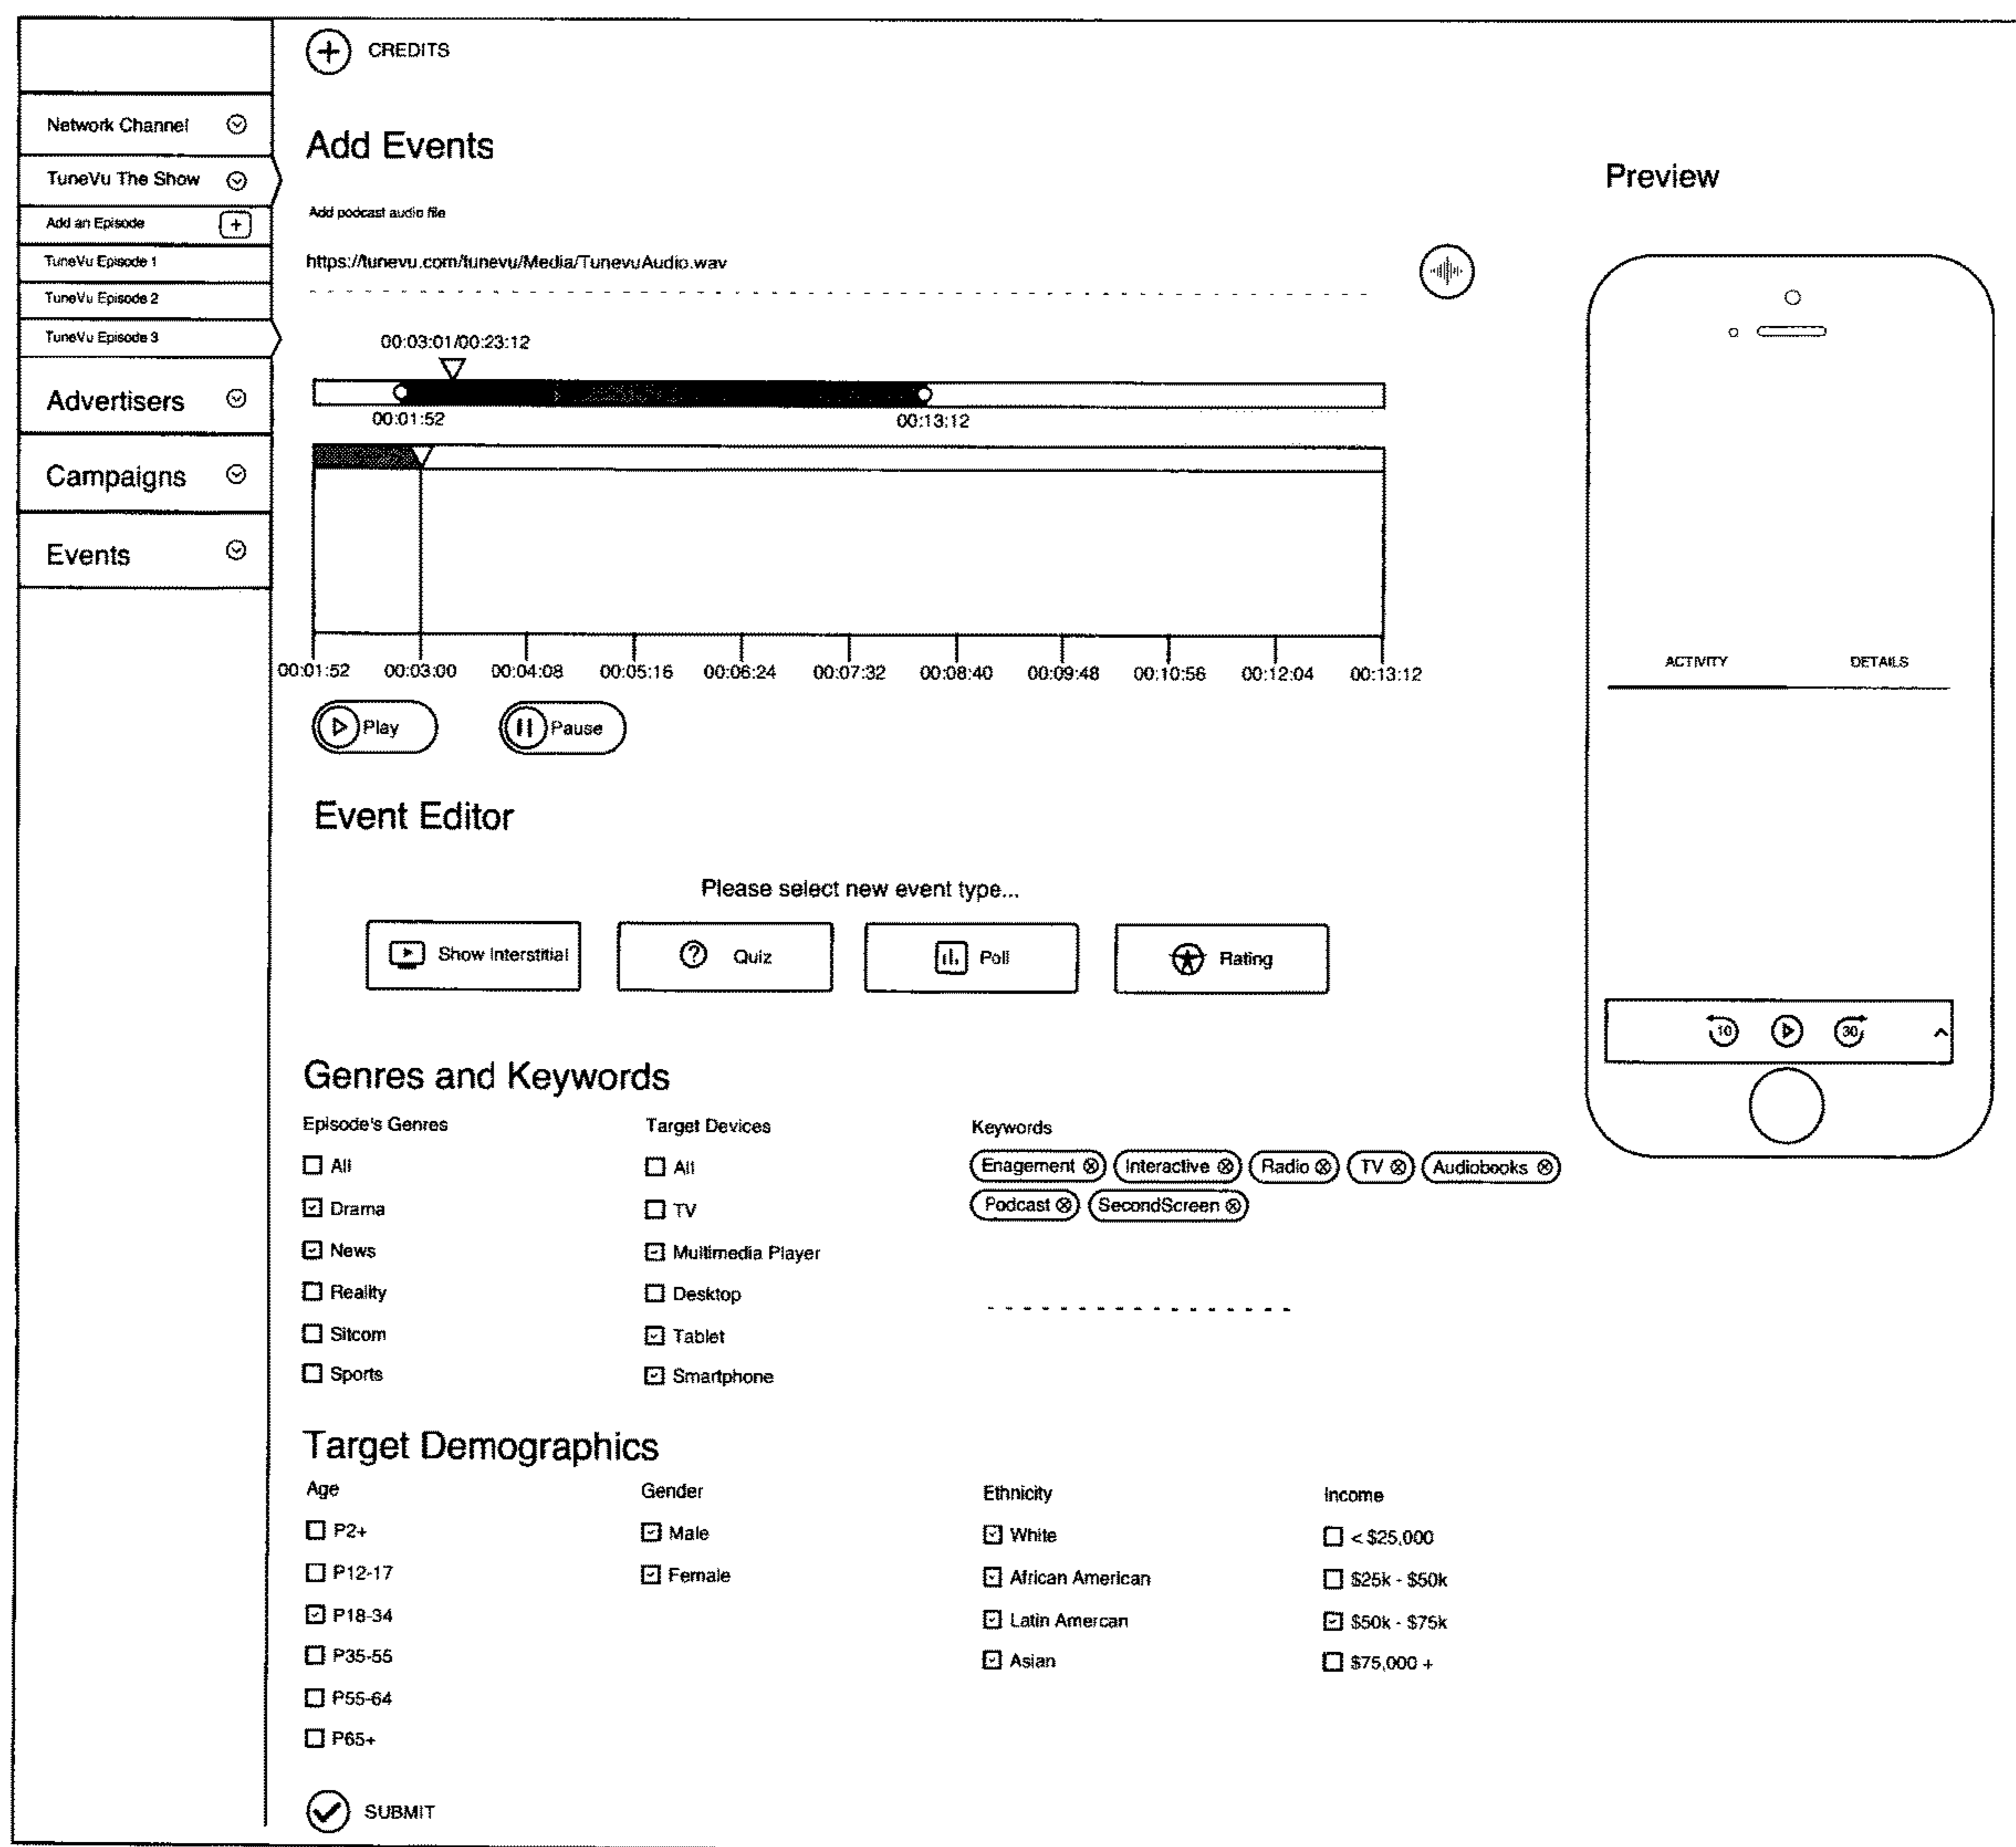 CREDITS
Network Channel
TuneVu The Show
Add an Episode
TuneVu Episode 1
TuneVu Episode 2
TuneVu Episode 3
Advertisers
Campaigns
Events
Add Events
Add podcast audio file
https://tunevu.com/tunevu/Media/TunevuAudio.wav
00:03:01/00:23:12
00:01:52 00:13:12
00:01:52 00:03:00 00:04:08 00:05:16 00:06:24 00:07:32 00:08:40 00:09:48 00:10:56 00:12:04 00:13:12
Play Pause
Event Editor
Please select new event type...
Show Interstitial Quiz Poll Rating
Genres and Keywords
Episode's Genres
All
Drama
News
Reality
Sitcom
Sports
Target Devices
All
TV
Multimedia Player
Desktop
Tablet
Smartphone
Keywords
Enagement Interactive Radio TV Audiobooks
Podcast SecondScreen
Target Demographics
Age
P2+
P12-17
P18-34
P35-55
P55-64
P65+
Gender
Male
Female
Ethnicity
White
African American
Latin Amercan
Asian
Income
< $25,000
$25k - $50k
$50k - $75k
$75,000 +
SUBMIT
Preview
ACTIVITY DETAILS
10 30